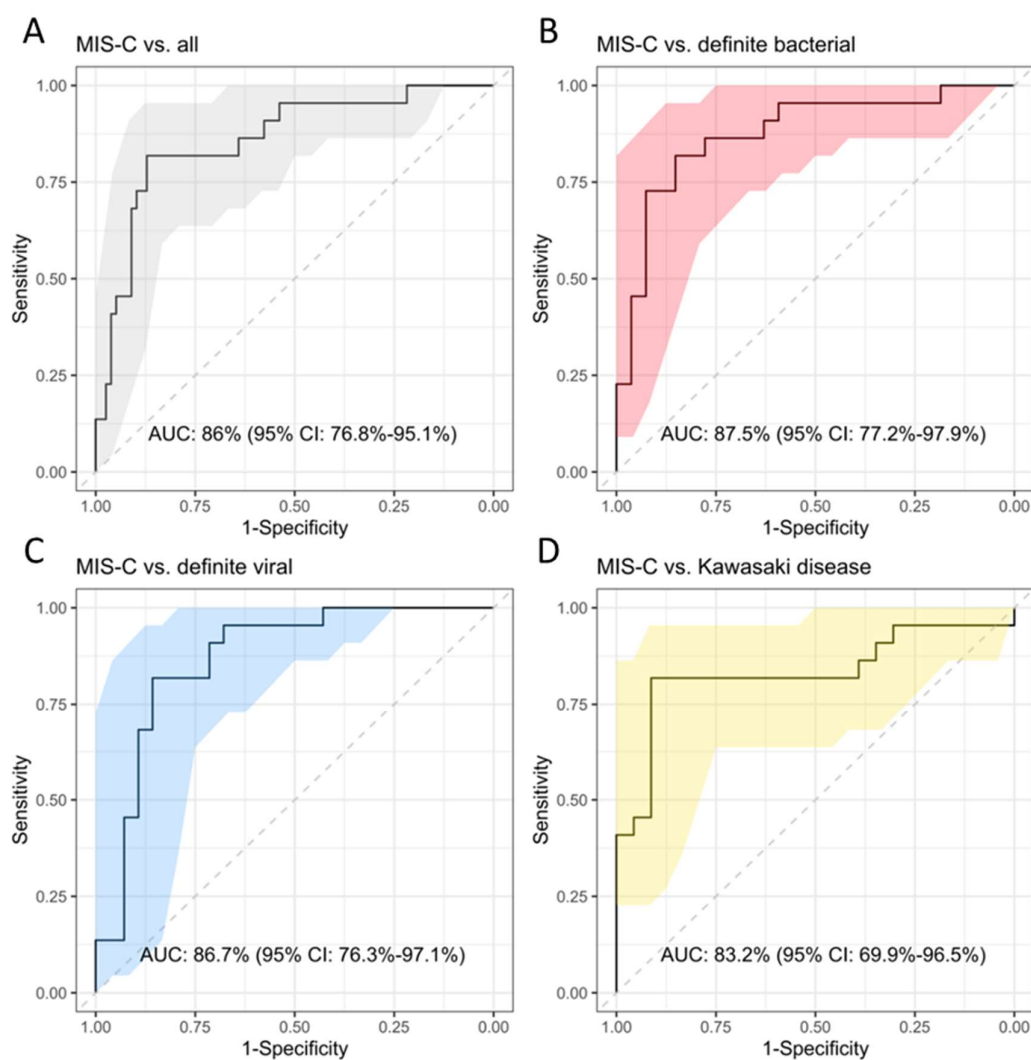 A
MIS-C vs. all
1.00
0.75
0.50
0.25
0.00
Sensitivity
AUC: 86% (95% CI: 76.8%-95.1%)
1.00 0.75 0.50 0.25 0.00
1-Specificity
B
MIS-C vs. definite bacterial
1.00
0.75
0.50
0.25
0.00
Sensitivity
AUC: 87.5% (95% CI: 77.2%-97.9%)
1.00 0.75 0.50 0.25 0.00
1-Specificity
C
MIS-C vs. definite viral
1.00
0.75
0.50
0.25
0.00
Sensitivity
AUC: 86.7% (95% CI: 76.3%-97.1%)
1.00 0.75 0.50 0.25 0.00
1-Specificity
D
MIS-C vs. Kawasaki disease
1.00
0.75
0.50
0.25
0.00
Sensitivity
AUC: 83.2% (95% CI: 69.9%-96.5%)
1.00 0.75 0.50 0.25 0.00
1-Specificity